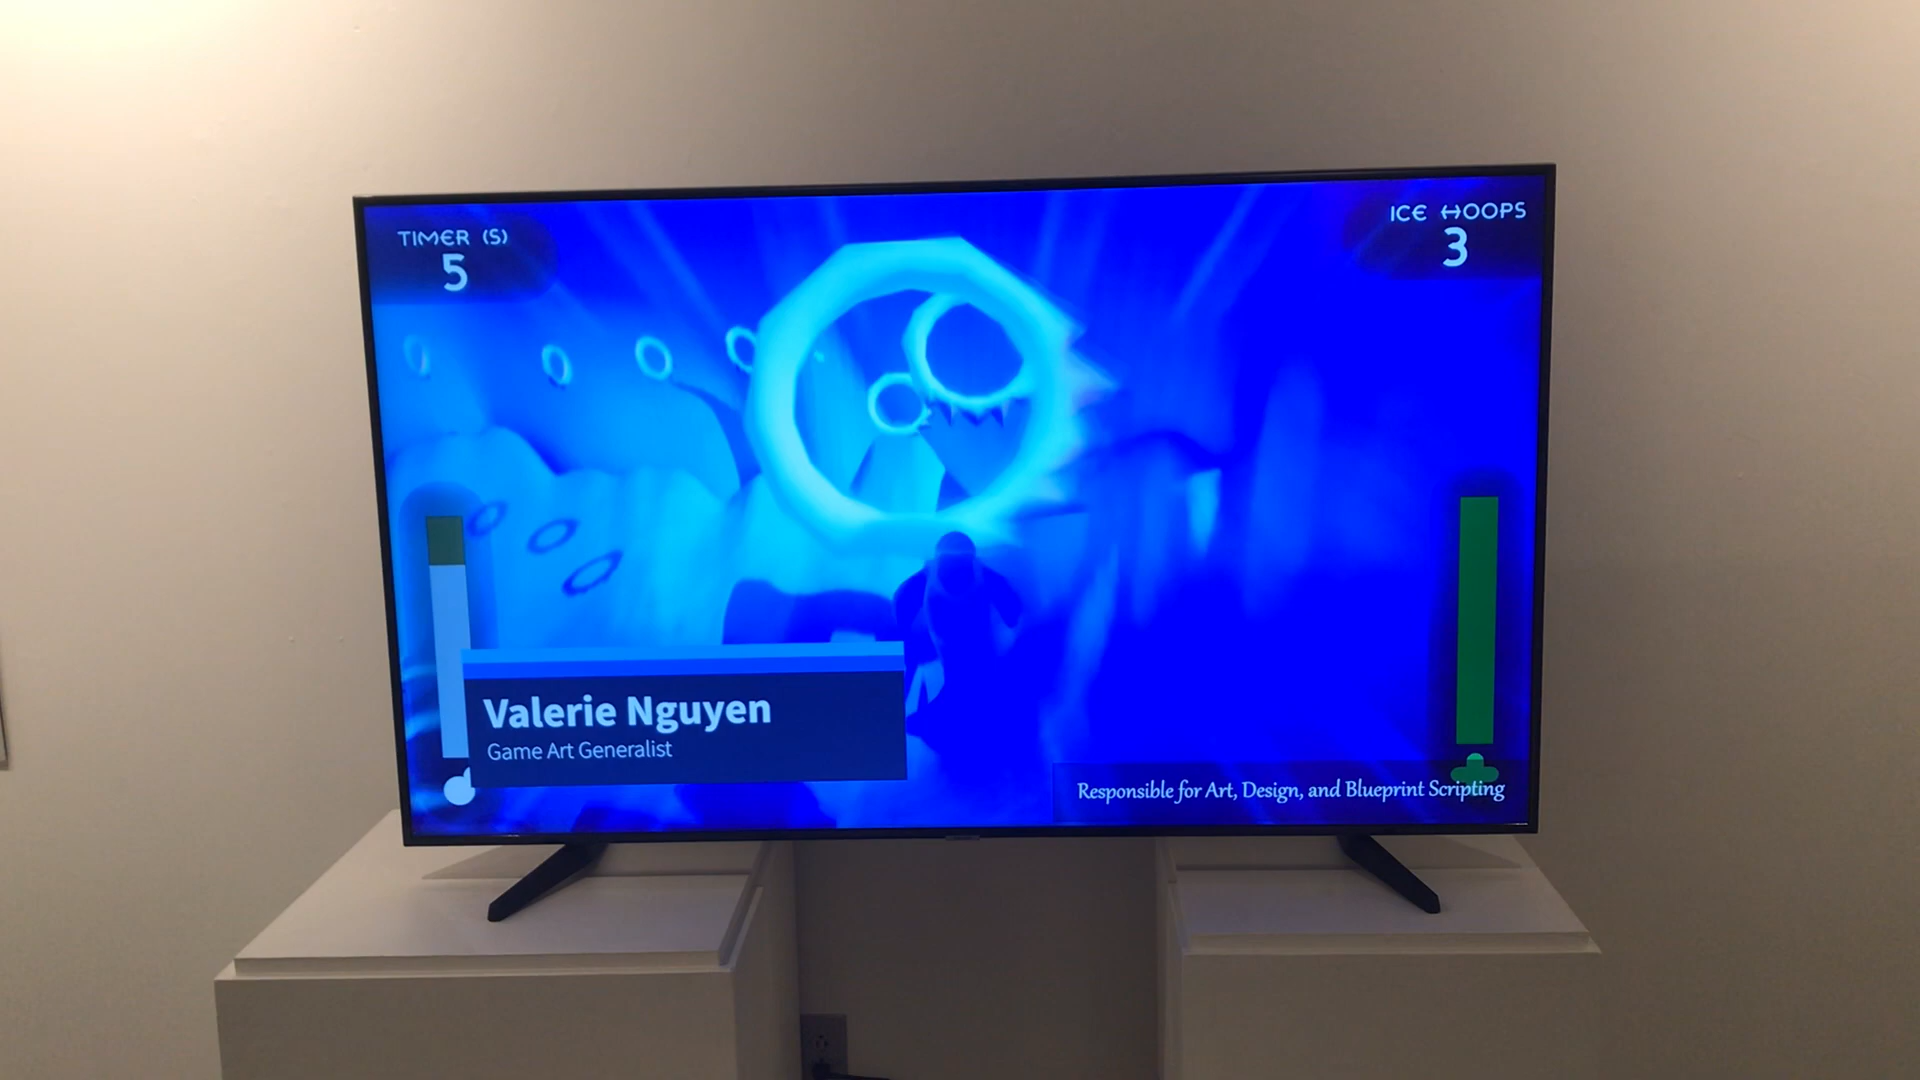 TIMER (S)
5
ICE HOOPS
3
Valerie Nguyen
Game Art Generalist
Responsible for Art, Design, and Blueprint Scripting